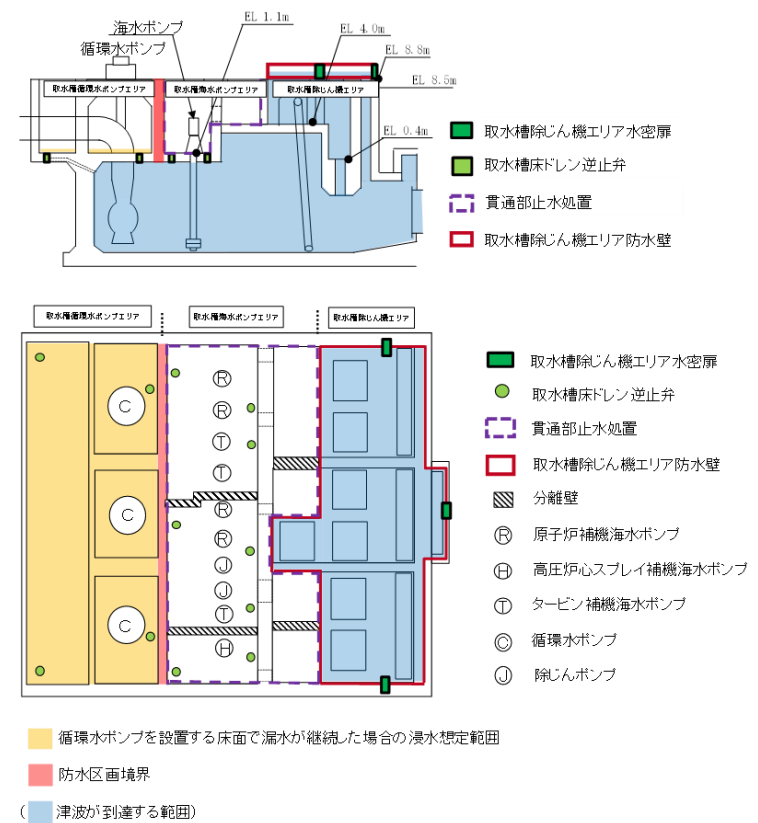 EL 1.1m
海水ポンプ
EL 4.0m
循環水ポンプ
EL 8.8m
EL 8.5m
取水槽循環水ポンプエリア
取水槽海水ポンプエリア
取水槽除じん機エリア
EL 0.4m
取水槽除じん機エリア水密扉
取水槽床ドレン逆止弁
貫通部止水処置
取水槽除じん機エリア防水壁
取水槽循環水ポンプエリア
取水槽海水ポンプエリア
取水槽除じん機エリア
C
C
C
R
R
T
T
R
R
J
J
T
H
取水槽除じん機エリア水密扉
取水槽床ドレン逆止弁
貫通部止水処置
取水槽除じん機エリア防水壁
分離壁
R 原子炉補機海水ポンプ
H 高圧炉心スプレイ補機海水ポンプ
T タービン補機海水ポンプ
C 循環水ポンプ
J 除じんポンプ
循環水ポンプを設置する床面で漏水が継続した場合の浸水想定範囲
防水区画境界
( 津波が到達する範囲)